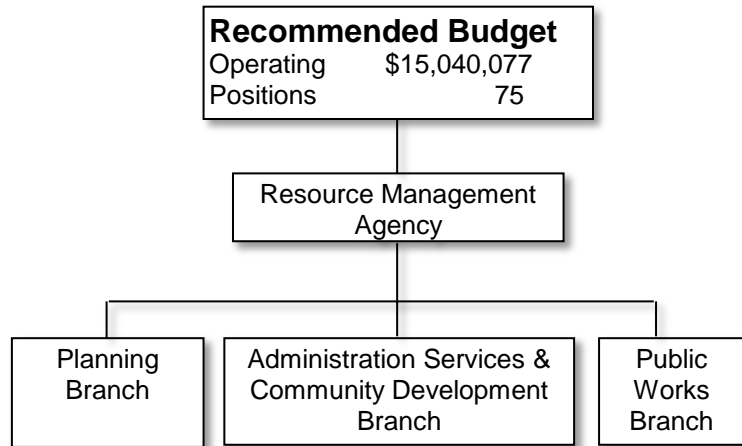 Recommended Budget
Operating $15,040,077
Positions 75
Resource Management
Agency
Planning
Branch
Administration Services &
Community Development
Branch
Public
Works
Branch